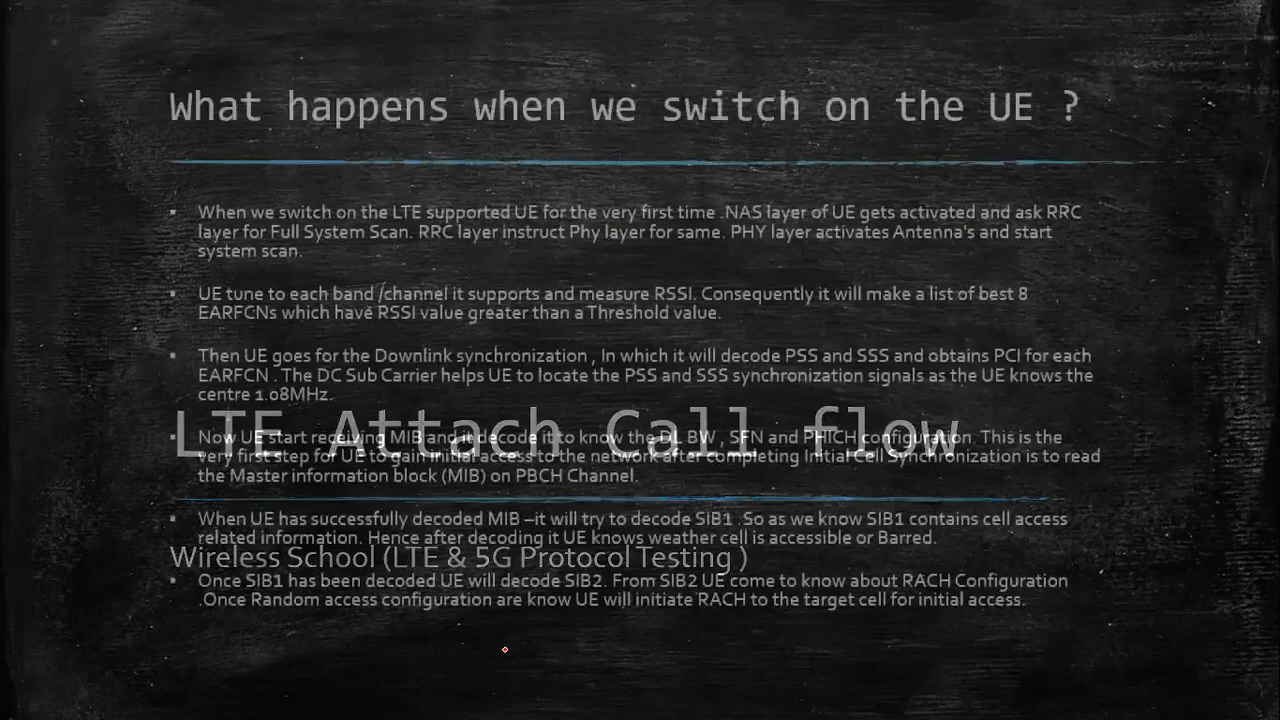 What happens when we switch on the UE ?
▪ When we switch on the LTE supported UE for the very first time .NAS layer of UE gets activated and ask RRC
layer for Full System Scan. RRC layer instruct Phy layer for same. PHY layer activates Antenna's and start
system scan.
▪ UE tune to each band /channel it supports and measure RSSI. Consequently it will make a list of best 8
EARFCNs which have RSSI value greater than a Threshold value.
▪ Then UE goes for the Downlink synchronization , In which it will decode PSS and SSS and obtains PCI for each
EARFCN . The DC Sub Carrier helps UE to locate the PSS and SSS synchronization signals as the UE knows the
centre 1.08MHz.
LTE Attach Call flow
▪ Now UE start receiving MIB and it decode it to know the DL BW , SFN and PHICH configuration. This is the
very first step for UE to gain initial access to the network after completing Initial Cell Synchronization is to read
the Master information block (MIB) on PBCH Channel.
▪ When UE has successfully decoded MIB –it will try to decode SIB1 .So as we know SIB1 contains cell access
related information. Hence after decoding it UE knows weather cell is accessible or Barred.
Wireless School (LTE & 5G Protocol Testing )
▪ Once SIB1 has been decoded UE will decode SIB2. From SIB2 UE come to know about RACH Configuration
.Once Random access configuration are know UE will initiate RACH to the target cell for initial access.